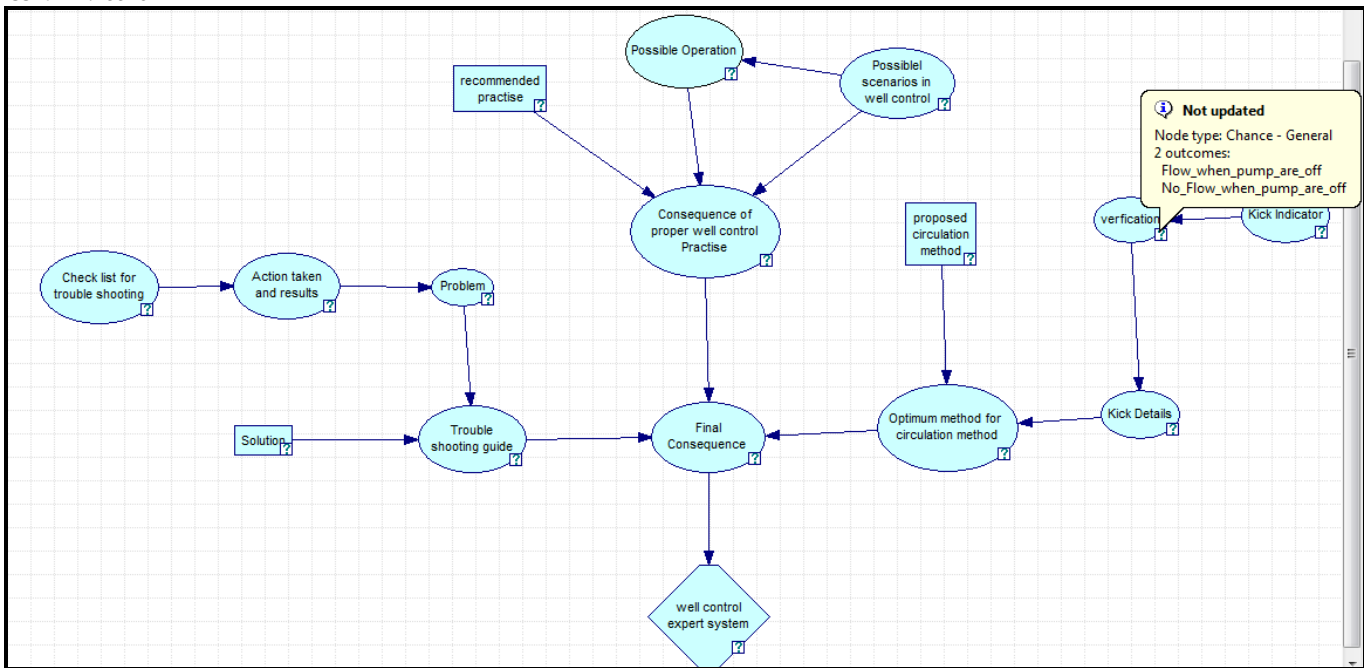 Possible Operation
Possiblel
scenarios in
well control
recommended
practise
Not updated
Node type: Chance - General
2 outcomes:
Flow_when_pump_are_off
No_Flow_when_pump_are_off
Consequence of
proper well control
Practise
proposed
circulation
method
verfication
Kick Indicator
Check list for
trouble shooting
Action taken
and results
Problem
Solution
Trouble
shooting guide
Final
Consequence
Optimum method for
circulation method
Kick Details
well control
expert system